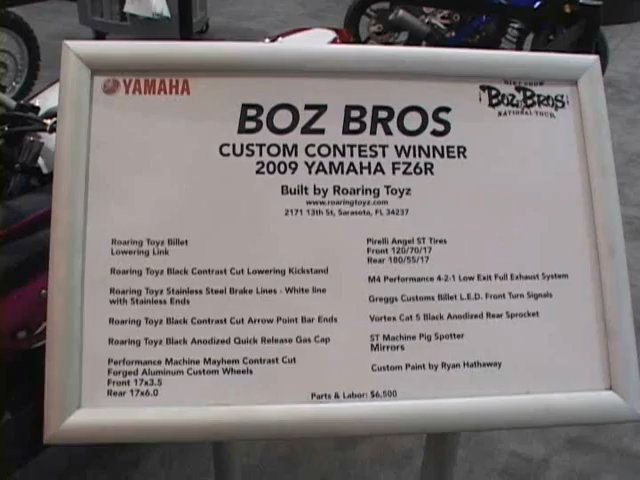 YAMAHA
BOZ BROS
NATIONAL TOUR
BOZ BROS
CUSTOM CONTEST WINNER
2009 YAMAHA FZ6R
Built by Roaring Toyz
www.roaringtoyz.com
2171 13th St, Sarasota, FL 34237
Roaring Toyz Billet
Lowering Link
Roaring Toyz Black Contrast Cut Lowering Kickstand
Roaring Toyz Stainless Steel Brake Lines - White line
with Stainless Ends
Roaring Toyz Black Contrast Cut Arrow Point Bar Ends
Roaring Toyz Black Anodized Quick Release Gas Cap
Performance Machine Mayhem Contrast Cut
Forged Aluminum Custom Wheels
Front 17x3.5
Rear 17x6.0
Pirelli Angel ST Tires
Front 120/70/17
Rear 180/55/17
M4 Performance 4-2-1 Low Exit Full Exhaust System
Greggs Customs Billet L.E.D. Front Turn Signals
Vortex Cat 5 Black Anodized Rear Sprocket
ST Machine Pig Spotter
Mirrors
Custom Paint by Ryan Hathaway
Parts & Labor: $6,500